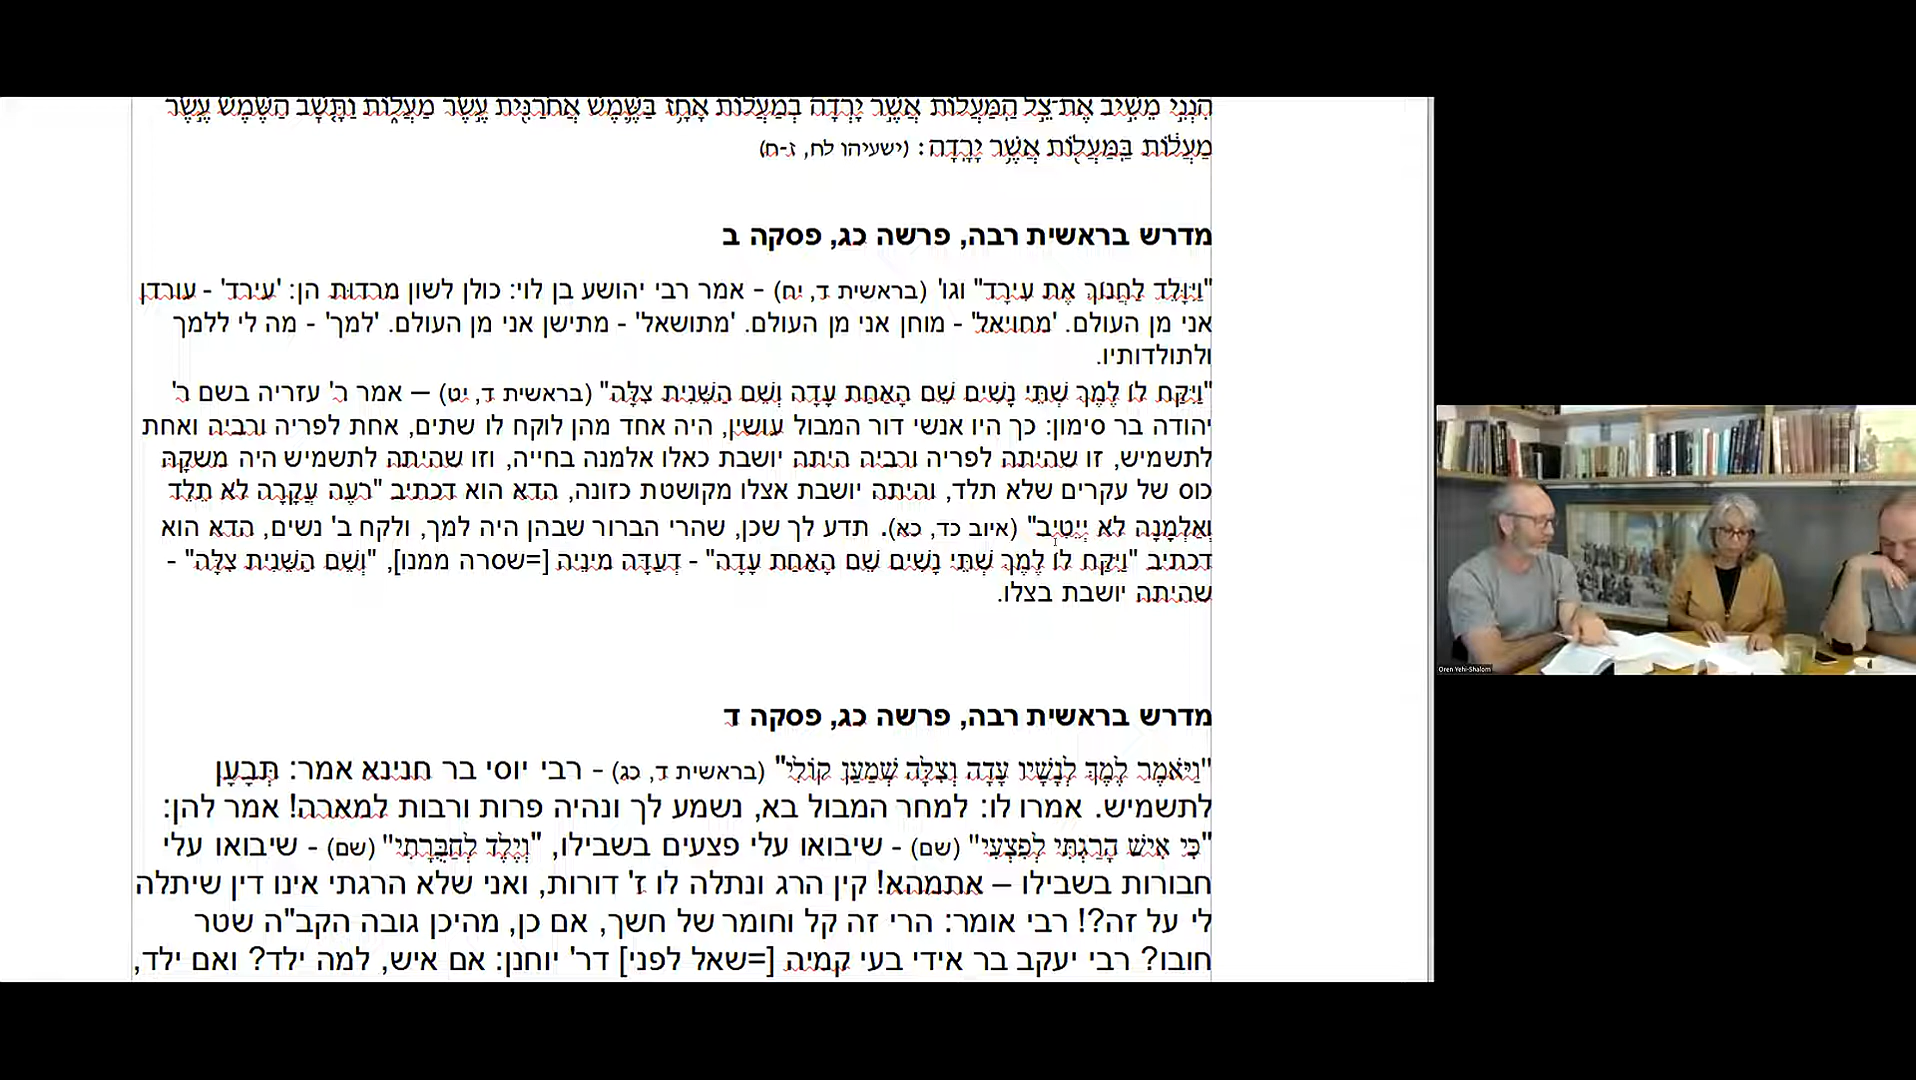 הִנְנִי מֵשִׁיב אֶת־צֵל הַמַּעֲלוֹת אֲשֶׁר יָרְדָה בְמַעֲלוֹת אָחָז בַּשֶּׁמֶשׁ אֲחֹרַנִּית עֶשֶׂר מַעֲלוֹת וַתָּשָׁב הַשֶּׁמֶשׁ עֶשֶׂר
מַעֲלוֹת בַּמַּעֲלוֹת אֲשֶׁר יָרָדָה: (ישעיהו לח, ז-ח)
מדרש בראשית רבה, פרשה כג, פסקה ב
"וַיִּוָּלֵד לַחֲנוֹךְ אֶת עִירָד" וגו' (בראשית ד, יח) – אמר רבי יהושע בן לוי: כולן לשון מרדוּת הן: 'עירד' - עורדן
אני מן העולם. 'מחויאל' - מוחן אני מן העולם. 'מתושאל' - מתישן אני מן העולם. 'למך' - מה לי ללמך
ולתולדותיו.
"וַיִּקַּח לוֹ לֶמֶךְ שְׁתֵּי נָשִׁים שֵׁם הָאַחַת עָדָה וְשֵׁם הַשֵּׁנִית צִלָּה" (בראשית ד, יט) – אמר ר' עזריה בשם ר'
יהודה בר סימון: כך היו אנשי דור המבול עושין, היה אחד מהן לוקח לו שתים, אחת לפריה ורביה ואחת
לתשמיש, זו שהיתה לפריה ורביה היתה יושבת כאלו אלמנה בחייה, וזו שהיתה לתשמיש היה משקָהּ
כוס של עקרים שלא תלד, והיתה יושבת אצלו מקושטת כזונה, הדא הוא דכתיב "רֹעֶה עֲקָרָה לֹא תֵלֵד
וְאַלְמָנָה לֹא יְיֵטִיב" (איוב כד, כא). תדע לך שכן, שהרי הברור שבהן היה למך, ולקח ב' נשים, הדא הוא
דכתיב "וַיִּקַּח לוֹ לֶמֶךְ שְׁתֵּי נָשִׁים שֵׁם הָאַחַת עָדָה" - דְעָדָּה מיניה [=שסרה ממנו], "וְשֵׁם הַשֵּׁנִית צִלָּה" -
שהיתה יושבת בצלו.
מדרש בראשית רבה, פרשה כג, פסקה ד
"וַיֹּאמֶר לֶמֶךְ לְנָשָׁיו עָדָה וְצִלָּה שְׁמַעַן קוֹלִי" (בראשית ד, כג) – רבי יוסי בר חנינא אמר: תְּבָעָן
לתשמיש. אמרו לו: למחר המבול בא, נשמע לך ונהיה פרות ורבות למארה! אמר להן:
"כִּי אִישׁ הָרַגְתִּי לְפִצְעִי" (שם) - שיבואו עלי פצעים בשבילו, "וְיֶלֶד לְחַבֻּרָתִי" (שם) - שיבואו עלי
חבורות בשבילו – אתמהא! קין הרג ונתלה לו ז' דורות, ואני שלא הרגתי אינו דין שיתלה
לי על זה?! רבי אומר: הרי זה קל וחומר של חשך, אם כן, מהיכן גובה הקב"ה שטר
חובו? רבי יעקב בר אידי בעי קמיה [=שאל לפני] דר' יוחנן: אם איש, למה ילד? ואם ילד,
Oren Yehi-Shalom